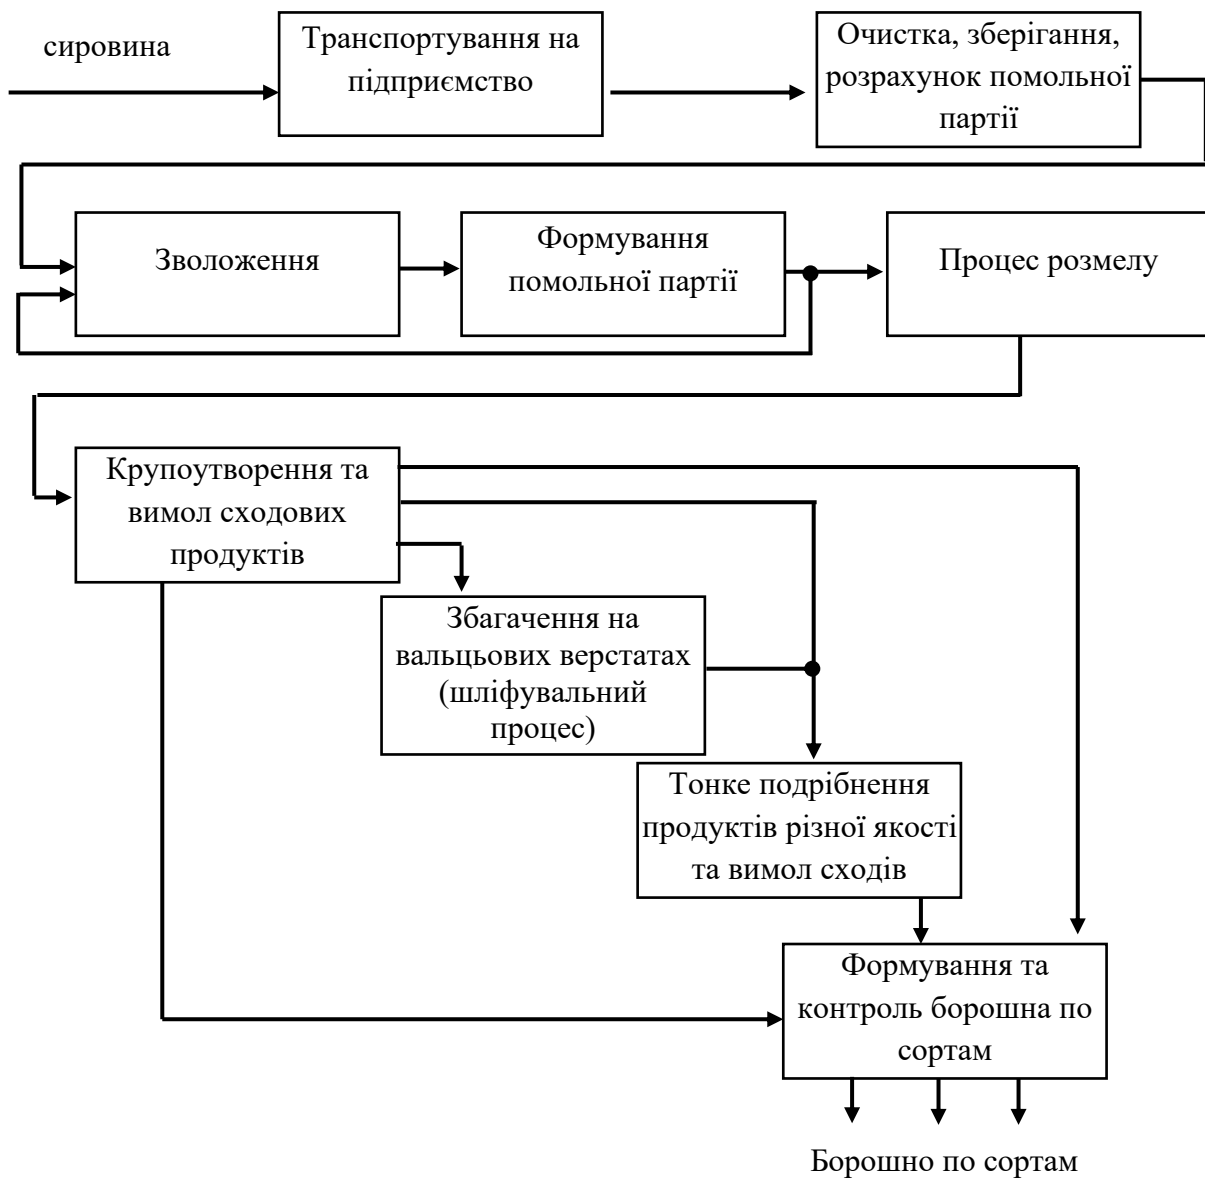 сировина
Транспортування на
підприємство
Очистка, зберігання,
розрахунок помольної
партії
Зволоження
Формування
помольної партії
Процес розмелу
Крупоутворення та
вимол сходових
продуктів
Збагачення на
вальцьових верстатах
(шліфувальний
процес)
Тонке подрібнення
продуктів різної якості
та вимол сходів
Формування та
контроль борошна по
сортам
Борошно по сортам